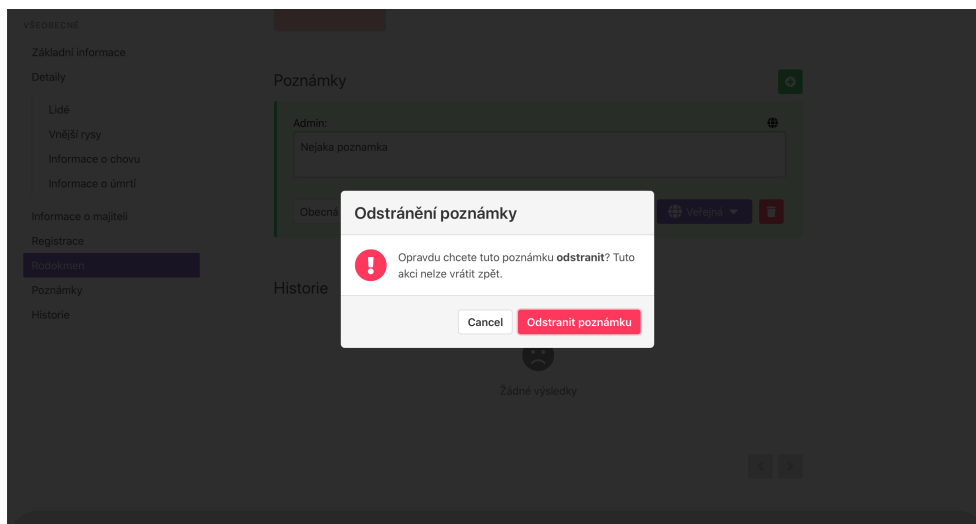 VŠEOBECNÉ
Základní informace
Detaily
Lidé
Vnější rysy
Informace o chovu
Informace o úmrtí
Informace o majiteli
Registrace
Rodokmen
Poznámky
Historie
Poznámky
Admin:
Nejaka poznamka
Obecná
Veřejná
Odstránění poznámky
Opravdu chcete tuto poznámku odstranit? Tuto
akci nelze vrátit zpět.
Cancel
Odstranit poznámku
Historie
Žádné výsledky